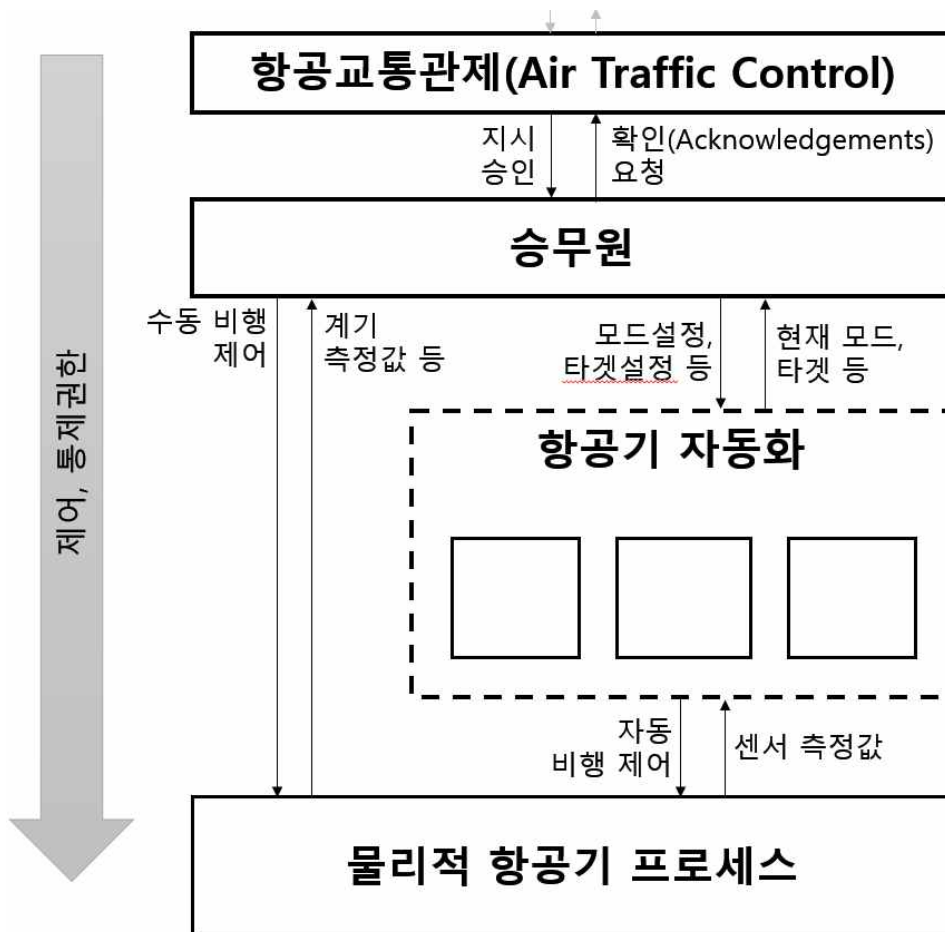 항공교통관제(Air Traffic Control)
지시
승인
확인(Acknowledgements)
요청
승무원
수동 비행
제어
계기
측정값 등
모드설정,
타겟설정 등
현재 모드,
타겟 등
제어, 통제권한
항공기 자동화
자동
비행 제어
센서 측정값
물리적 항공기 프로세스